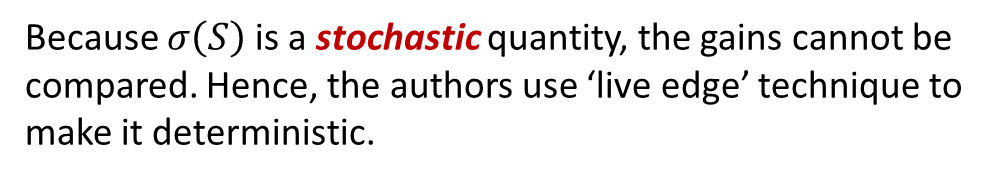 Because σ(S) is a stochastic quantity, the gains cannot be
compared. Hence, the authors use ‘live edge’ technique to
make it deterministic.